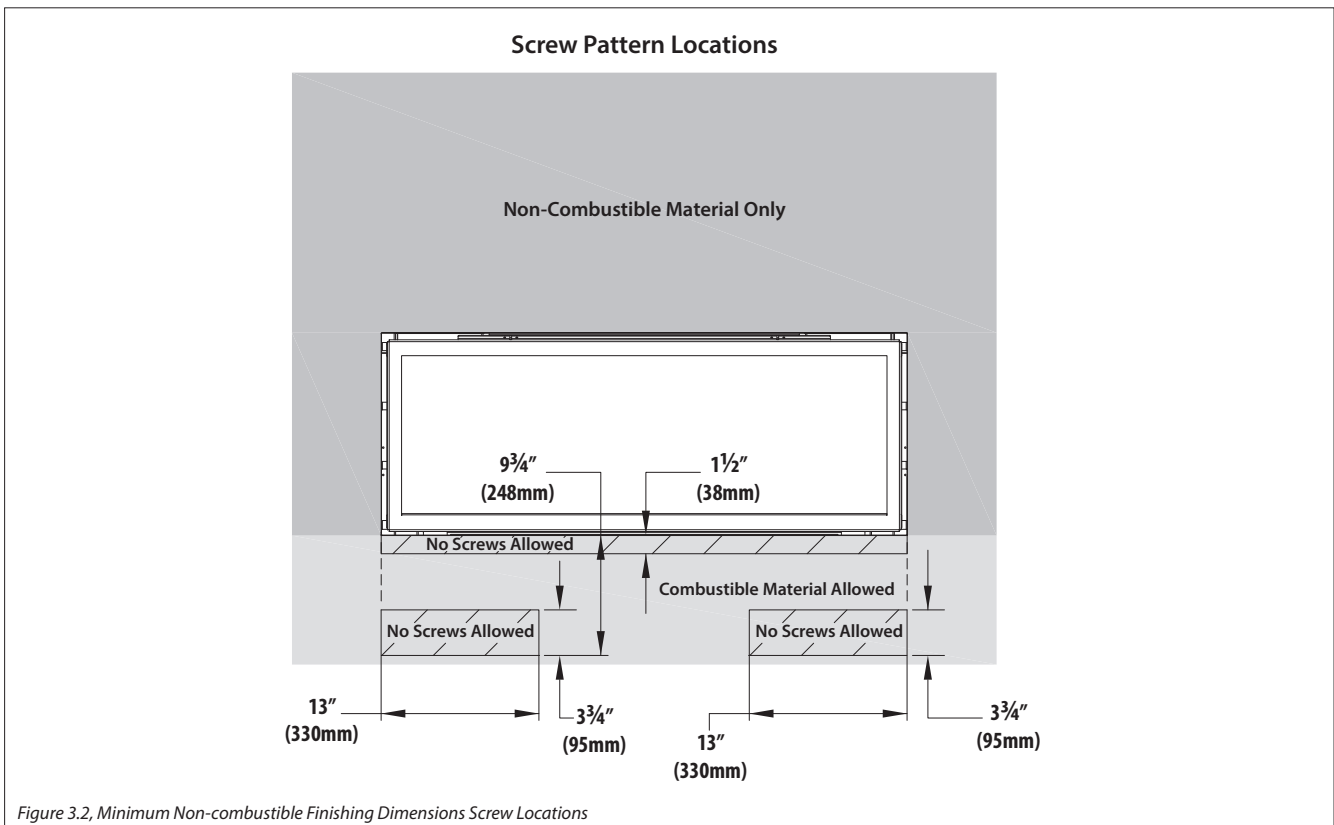 Screw Pattern Locations
Non-Combustible Material Only
9¾"
(248mm)
1½"
(38mm)
No Screws Allowed
Combustible Material Allowed
No Screws Allowed
No Screws Allowed
13"
(330mm)
3¾"
(95mm)
13"
(330mm)
3¾"
(95mm)
Figure 3.2, Minimum Non-combustible Finishing Dimensions Screw Locations